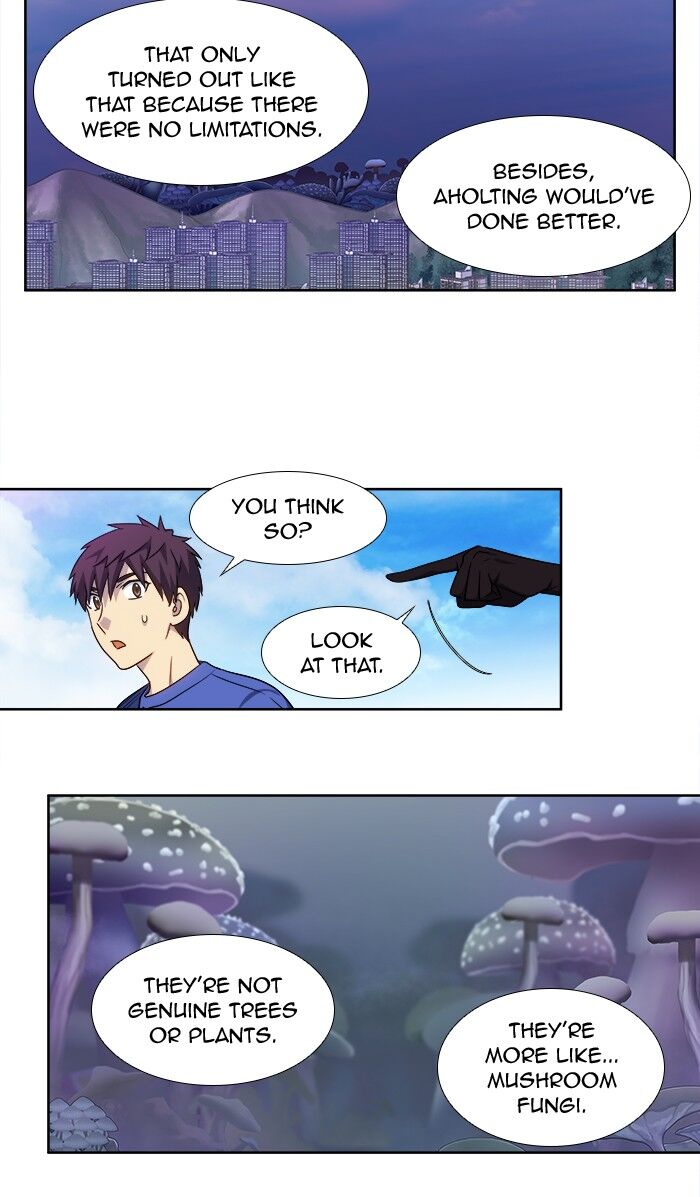 THAT ONLY
TURNED OUT LIKE
THAT BECAUSE THERE
WERE NO LIMITATIONS.
BESIDES,
AHOLTING WOULD'VE
DONE BETTER.
YOU THINK
SO?
LOOK
AT THAT.
THEY'RE NOT
GENUINE TREES
OR PLANTS.
THEY'RE
MORE LIKE...
MUSHROOM
FUNGI.